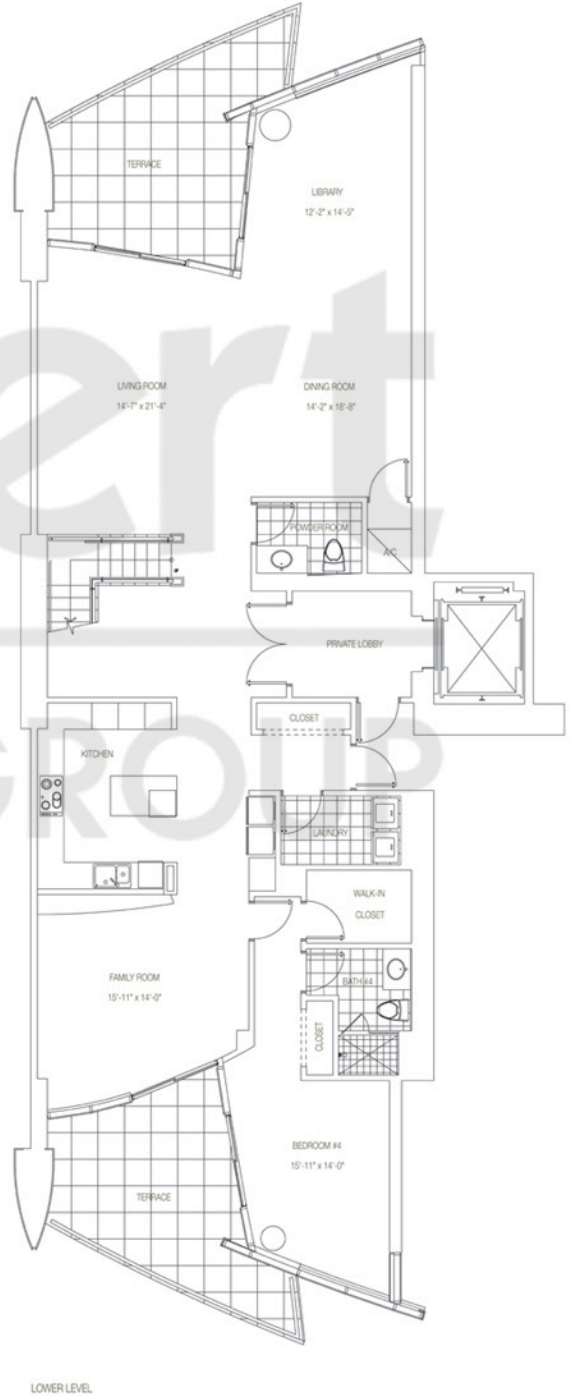 TERRACE
LIBRARY
12'-2" x 14'-5"
LIVING ROOM
14'-7" x 21'-4"
DINING ROOM
14'-2" x 18'-8"
ert
POWDER ROOM
A/C
PRIVATE LOBBY
CLOSET
KITCHEN
GROUP
LAUNDRY
WALK-IN
CLOSET
FAMILY ROOM
15'-11" x 14'-0"
BATH #4
CLOSET
BEDROOM #4
15'-11" x 14'-0"
TERRACE
LOWER LEVEL